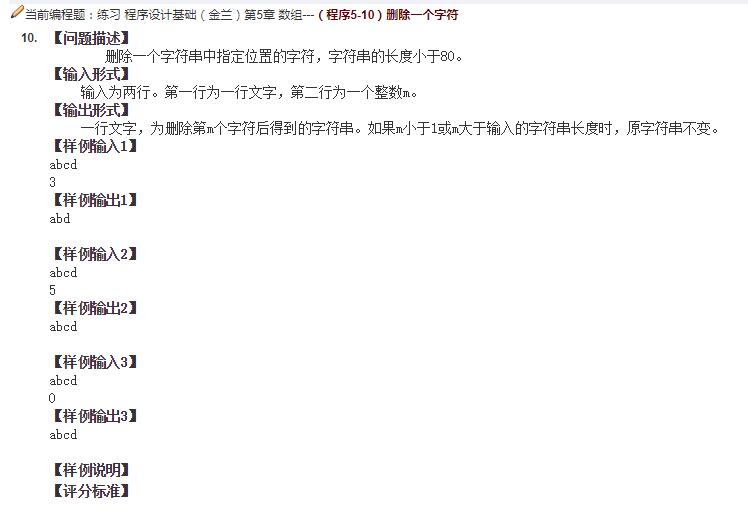 当前编程题：练习 程序设计基础（金兰）第5章 数组---（程序5-10）删除一个字符
10. 【问题描述】
删除一个字符串中指定位置的字符，字符串的长度小于80。
【输入形式】
输入为两行。第一行为一行文字，第二行为一个整数m。
【输出形式】
一行文字，为删除第m个字符后得到的字符串。如果m小于1或m大于输入的字符串长度时，原字符串不变。
【样例输入1】
abcd
3
【样例输出1】
abd
【样例输入2】
abcd
5
【样例输出2】
abcd
【样例输入3】
abcd
0
【样例输出3】
abcd
【样例说明】
【评分标准】